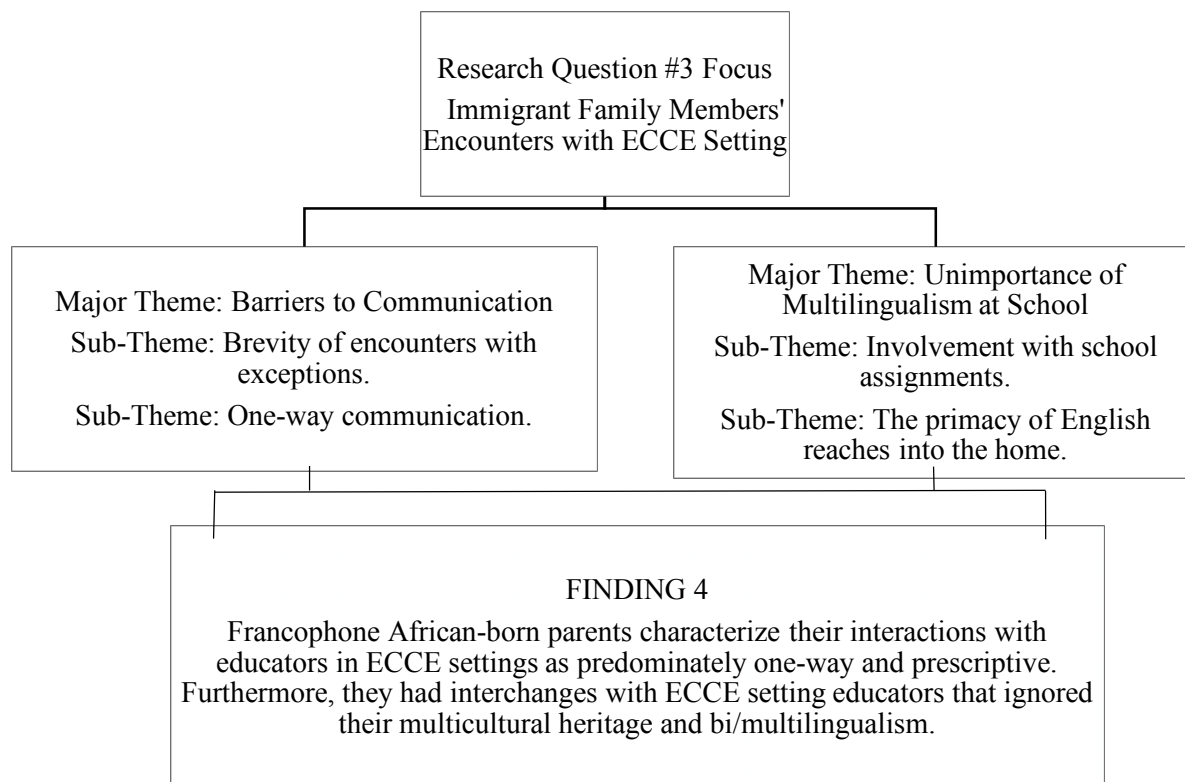 Research Question #3 Focus
Immigrant Family Members'
Encounters with ECCE Setting
Major Theme: Barriers to Communication
Sub-Theme: Brevity of encounters with
exceptions.
Sub-Theme: One-way communication.
Major Theme: Unimportance of
Multilingualism at School
Sub-Theme: Involvement with school
assignments.
Sub-Theme: The primacy of English
reaches into the home.
FINDING 4
Francophone African-born parents characterize their interactions with
educators in ECCE settings as predominately one-way and prescriptive.
Furthermore, they had interchanges with ECCE setting educators that ignored
their multicultural heritage and bi/multilingualism.